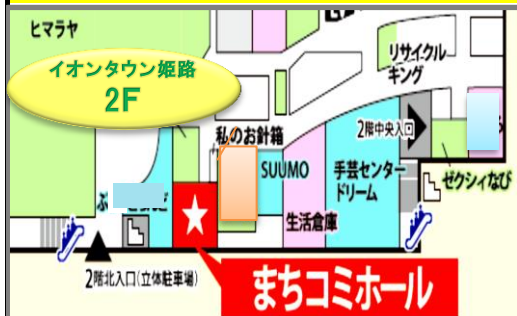 ヒマラヤ
イオンタウン姫路
2F
リサイクル
キング
私のお針箱
2階中央入口
SUUMO
手芸センター
ドリーム
ゼクシィなび
生活倉庫
2階北入口(立体駐車場)
まちコミホール